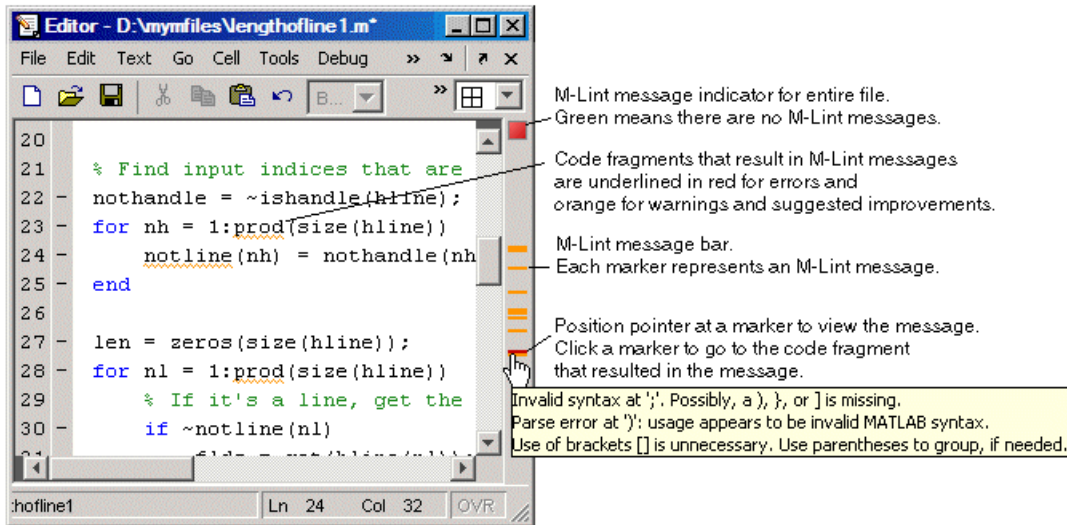 Editor - D:\mymfiles\lengthofline1.m*
File Edit Text Go Cell Tools Debug »
B... »
20
21 % Find input indices that are
22 - nothandle = ~ishandle(hline);
23 - for nh = 1:prod(size(hline))
24 - notline(nh) = nothandle(nh
25 - end
26
27 - len = zeros(size(hline));
28 - for nl = 1:prod(size(hline))
29 % If it's a line, get the
30 - if ~notline(nl)
:hofline1 Ln 24 Col 32 OVR
M-Lint message indicator for entire file.
Green means there are no M-Lint messages.
Code fragments that result in M-Lint messages
are underlined in red for errors and
orange for warnings and suggested improvements.
M-Lint message bar.
Each marker represents an M-Lint message.
Position pointer at a marker to view the message.
Click a marker to go to the code fragment
that resulted in the message.
Invalid syntax at ';'. Possibly, a ), }, or ] is missing.
Parse error at ')': usage appears to be invalid MATLAB syntax.
Use of brackets [] is unnecessary. Use parentheses to group, if needed.